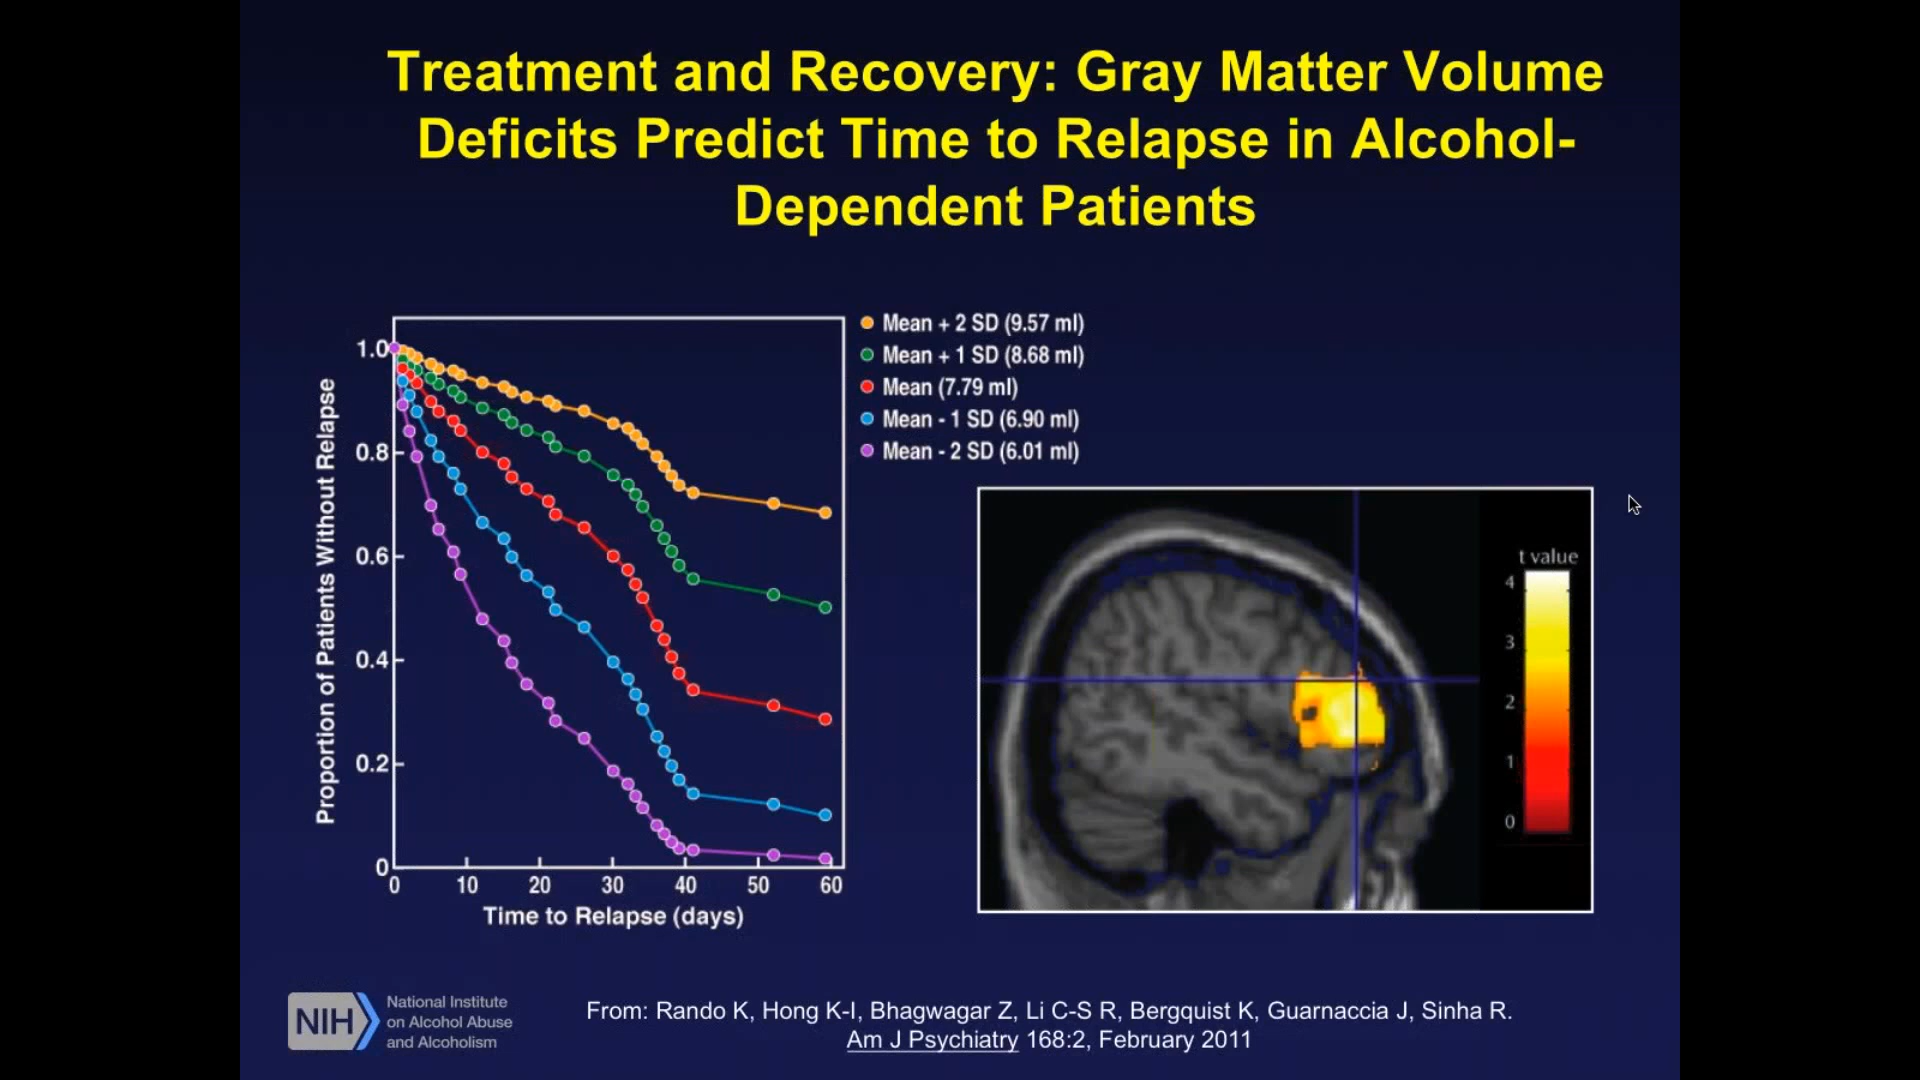 Treatment and Recovery: Gray Matter Volume
Deficits Predict Time to Relapse in Alcohol-
Dependent Patients
Mean + 2 SD (9.57 ml)
Mean + 1 SD (8.68 ml)
Mean (7.79 ml)
Mean - 1 SD (6.90 ml)
Mean - 2 SD (6.01 ml)
Proportion of Patients Without Relapse
1.0
0.8
0.6
0.4
0.2
0
0 10 20 30 40 50 60
Time to Relapse (days)
t value
4
3
2
1
0
NIH
National Institute
on Alcohol Abuse
and Alcoholism
From: Rando K, Hong K-I, Bhagwagar Z, Li C-S R, Bergquist K, Guarnaccia J, Sinha R.
Am J Psychiatry 168:2, February 2011